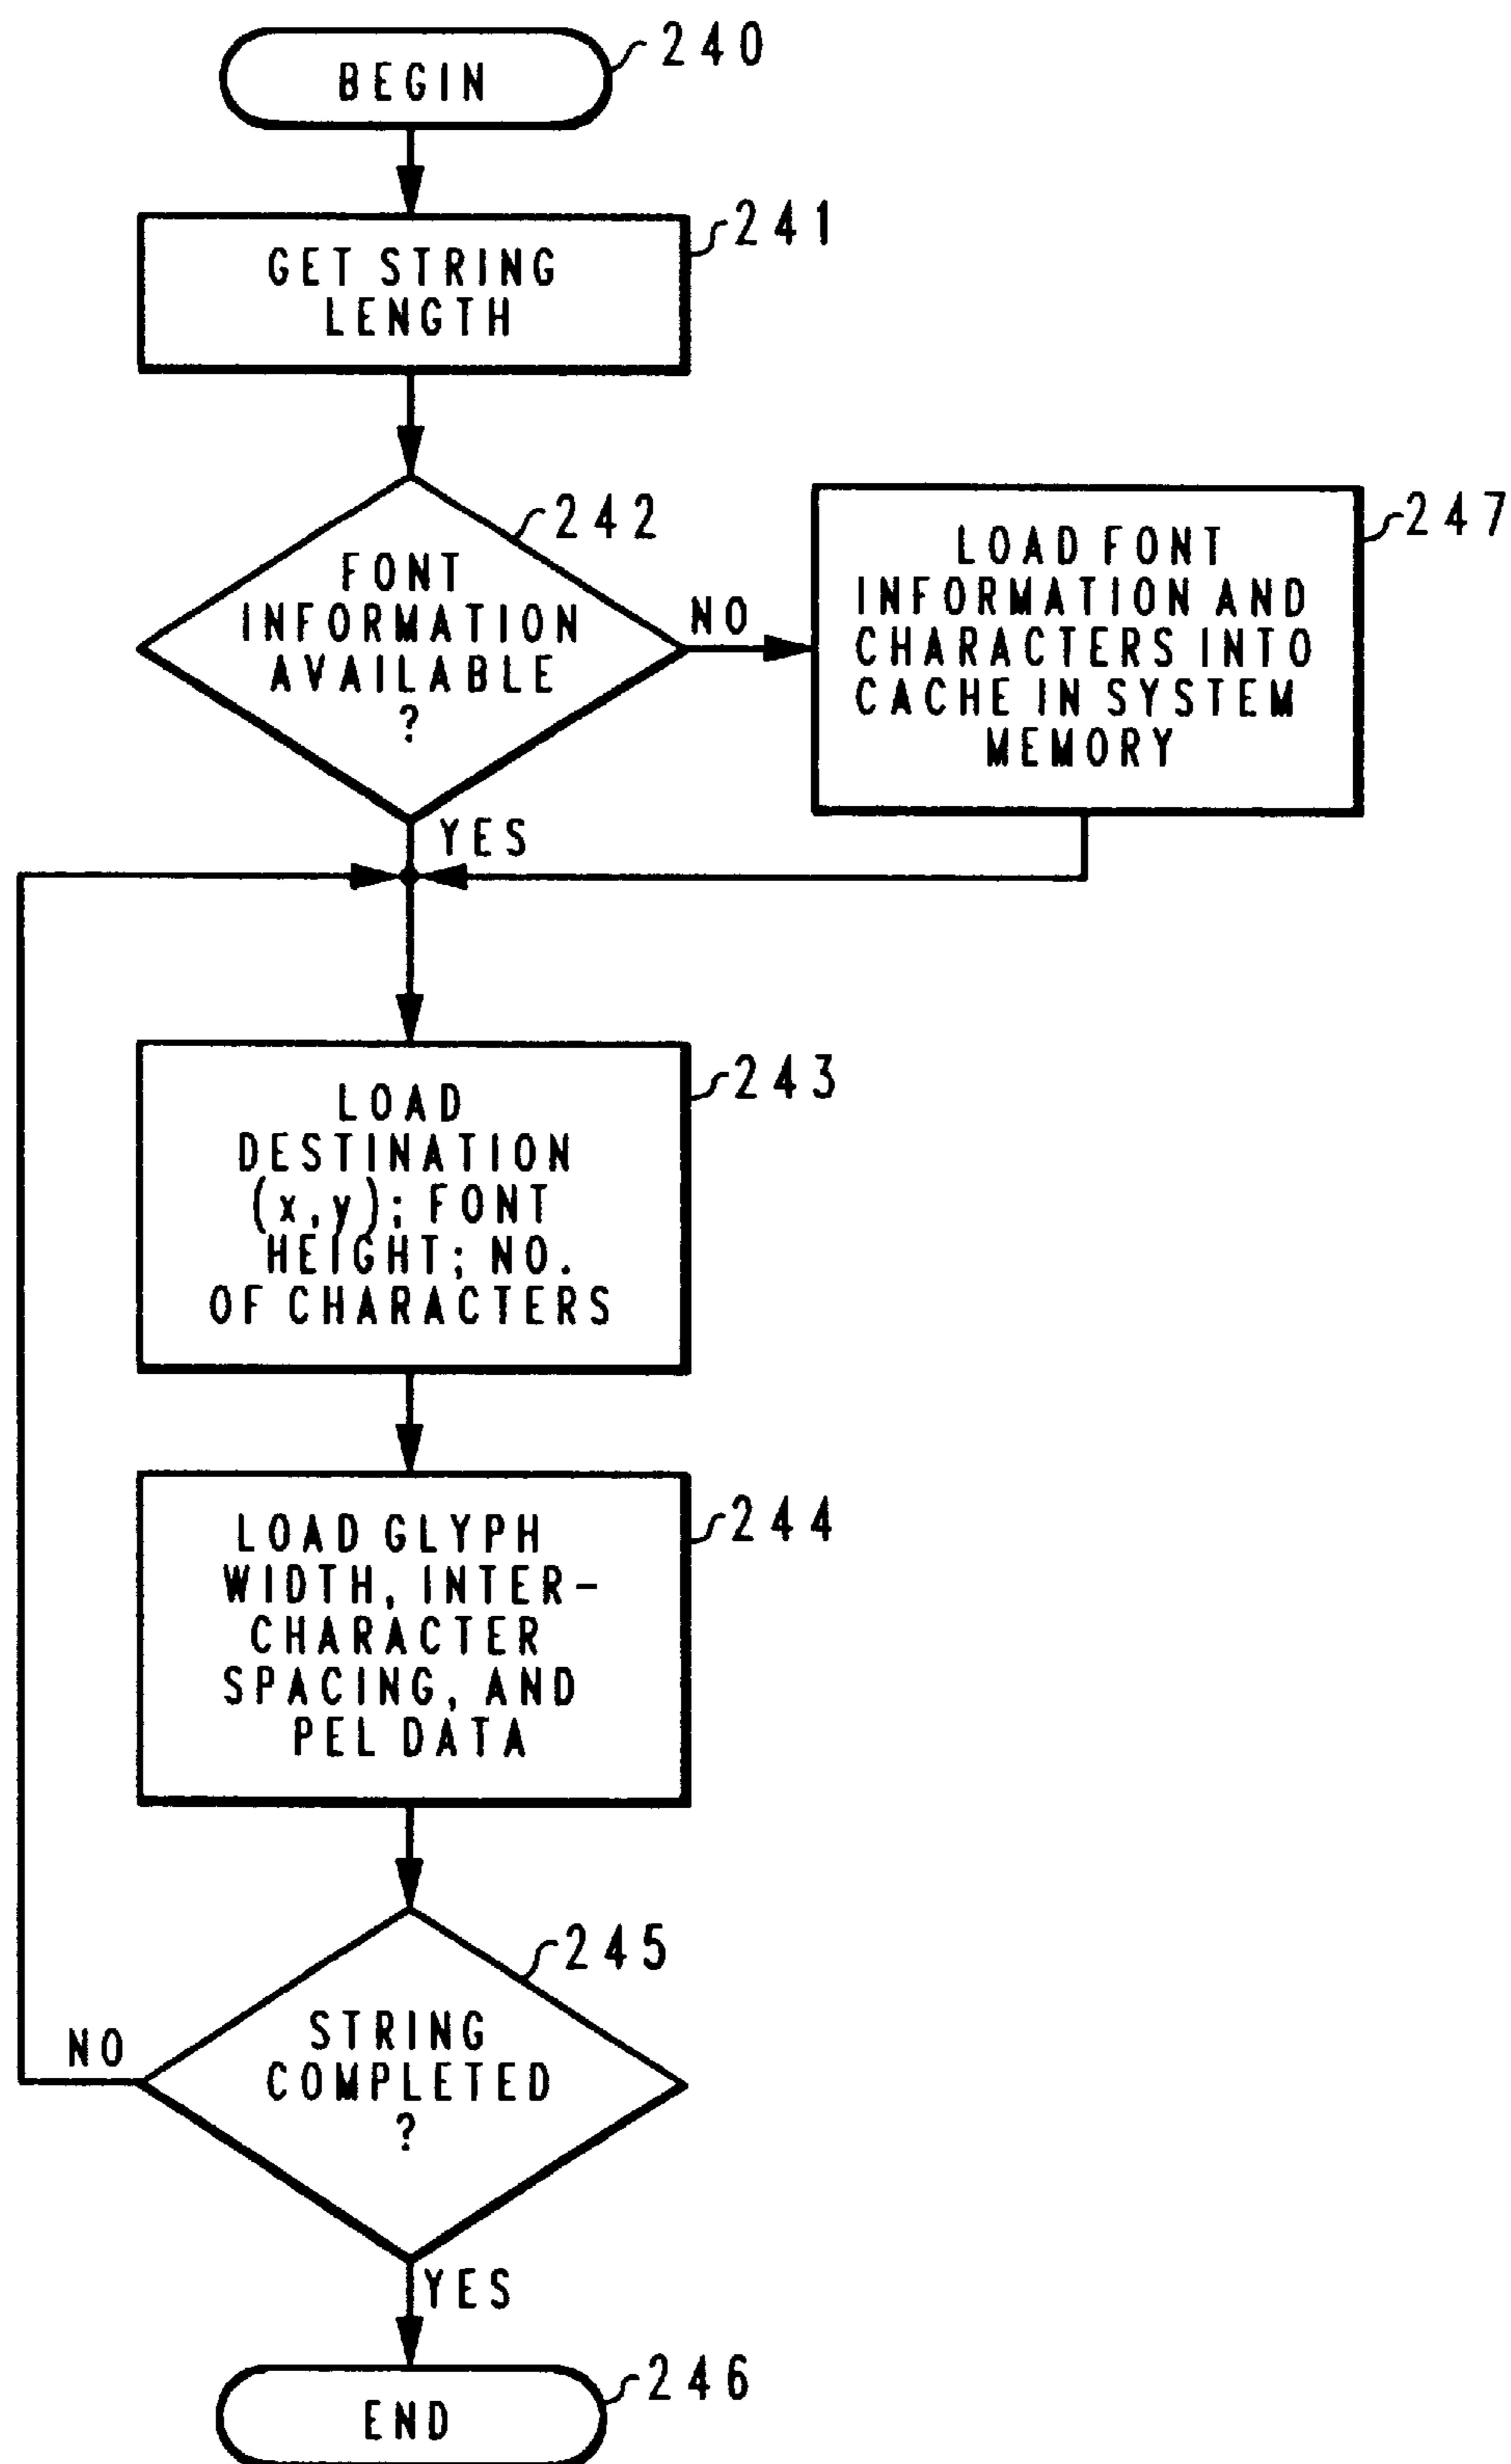 BEGIN
240
GET STRING
LENGTH
241
FONT
INFORMATION
AVAILABLE
?
242
NO
LOAD FONT
INFORMATION AND
CHARACTERS INTO
CACHE IN SYSTEM
MEMORY
247
YES
LOAD
DESTINATION
(x,y); FONT
HEIGHT; NO.
OF CHARACTERS
243
LOAD GLYPH
WIDTH, INTER-
CHARACTER
SPACING, AND
PEL DATA
244
STRING
COMPLETED
?
245
NO
YES
END
246